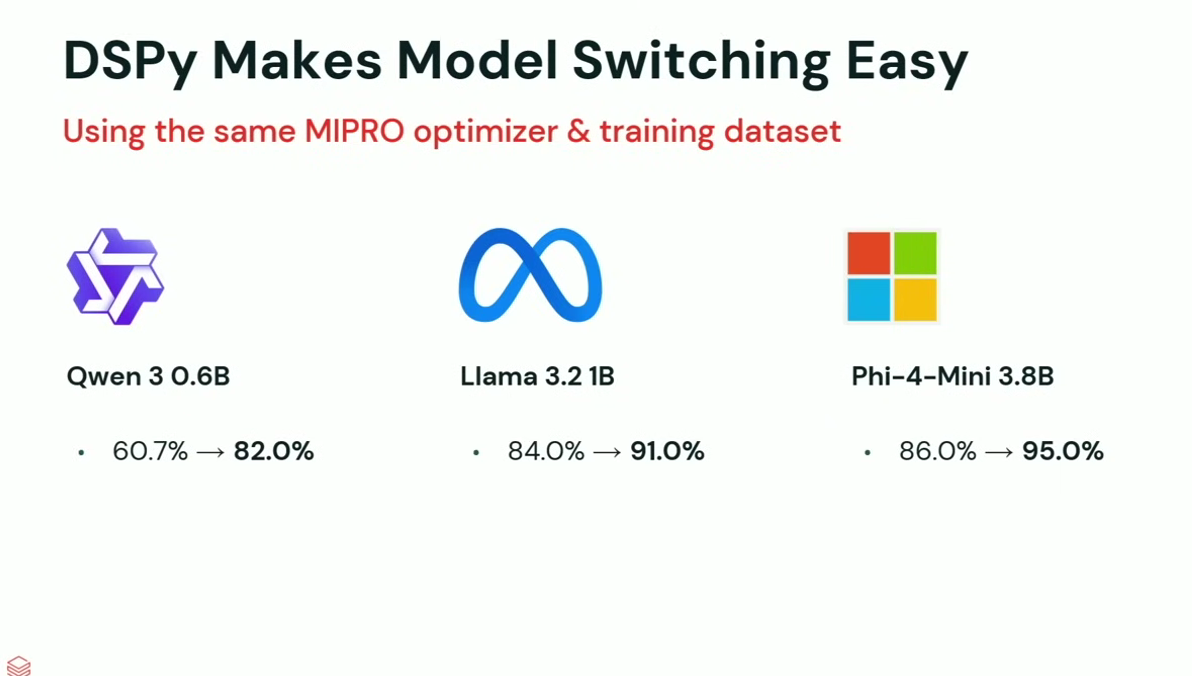 DSPy Makes Model Switching Easy
Using the same MIPRO optimizer & training dataset
Qwen 3 0.6B
Llama 3.2 1B
Phi-4-Mini 3.8B
• 60.7% → 82.0%
• 84.0% → 91.0%
• 86.0% → 95.0%